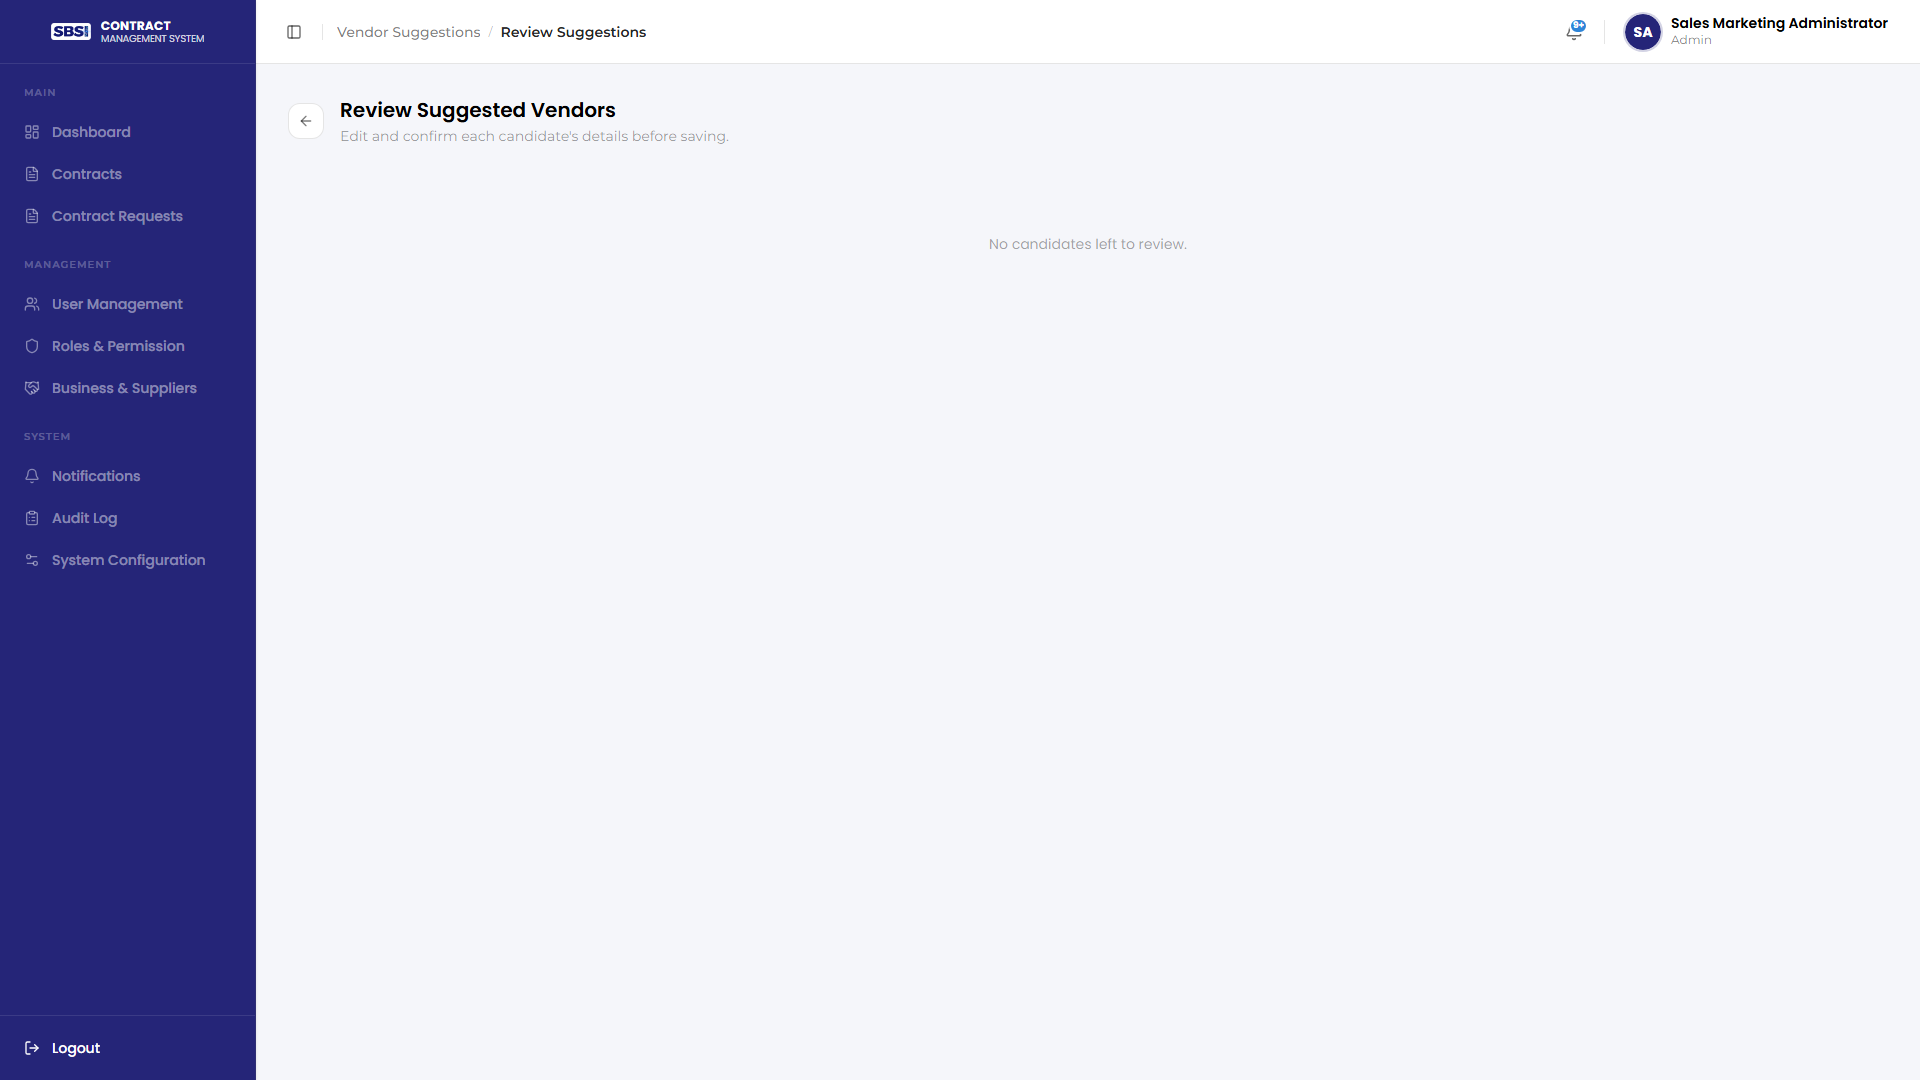 SBSI CONTRACT
MANAGEMENT SYSTEM
MAIN
Dashboard
Contracts
Contract Requests
MANAGEMENT
User Management
Roles & Permission
Business & Suppliers
SYSTEM
Notifications
Audit Log
System Configuration
Logout
Vendor Suggestions / Review Suggestions
9+
SA
Sales Marketing Administrator
Admin
Review Suggested Vendors
Edit and confirm each candidate's details before saving.
No candidates left to review.